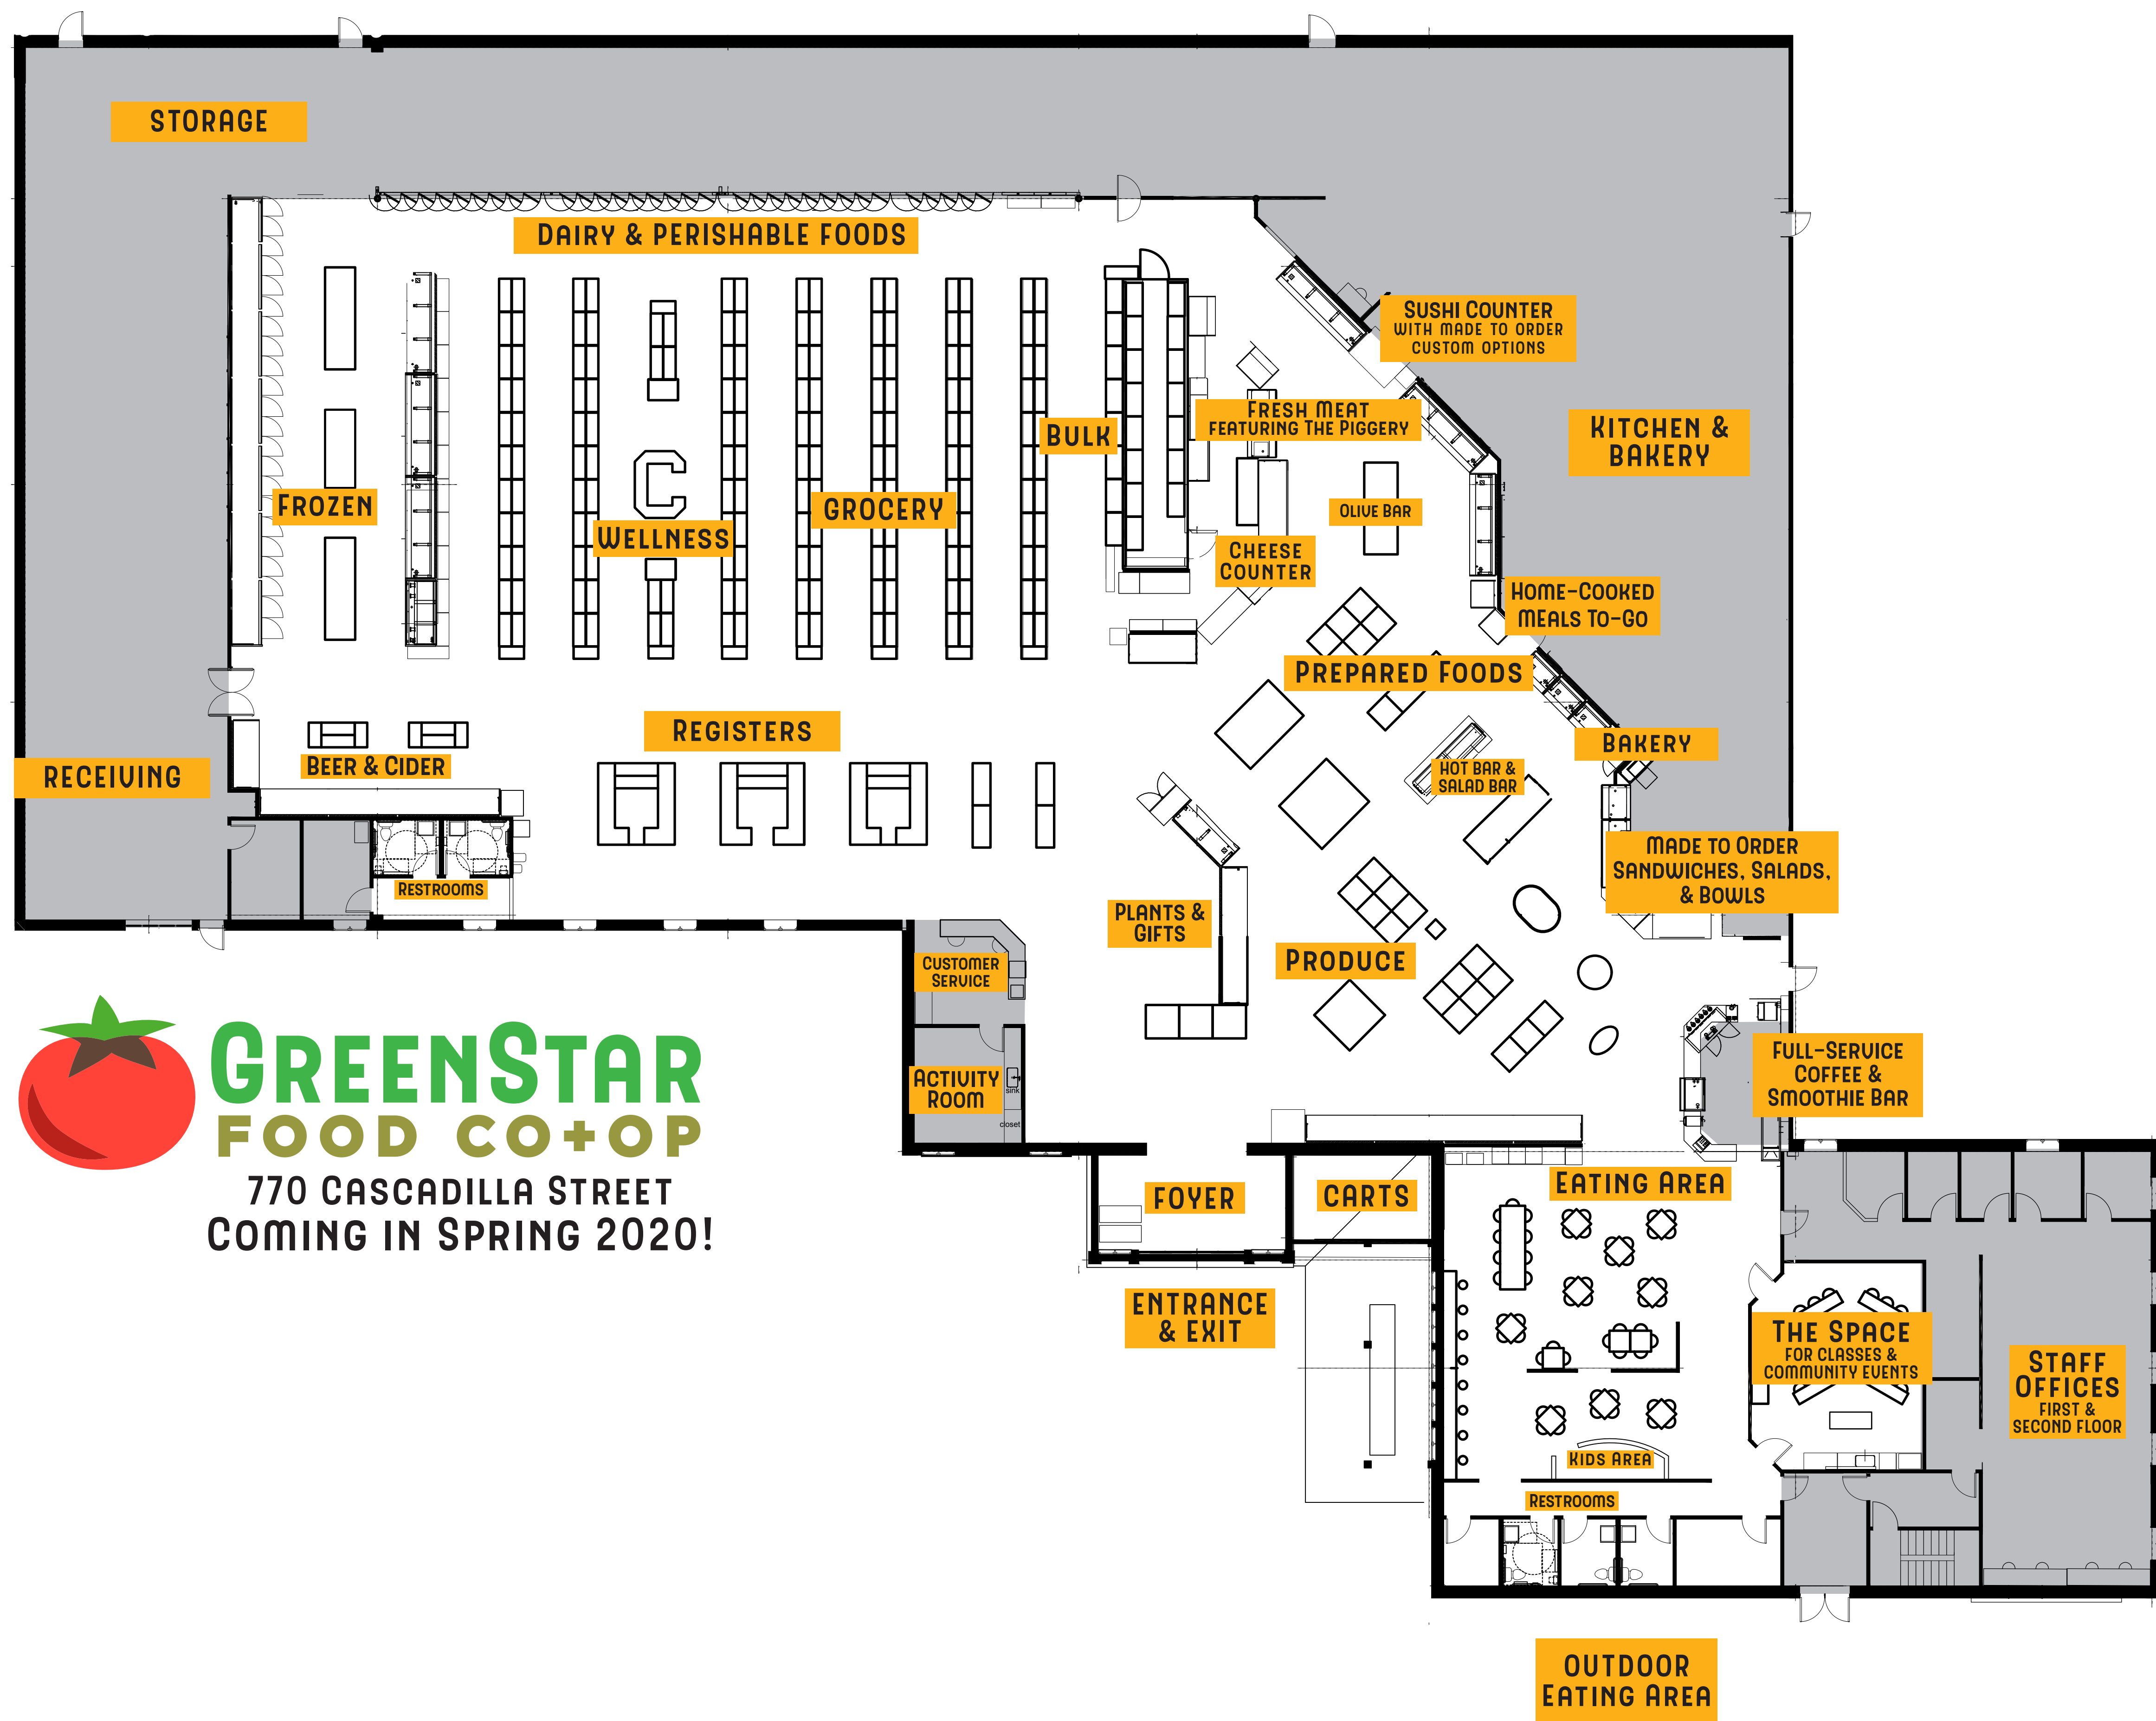 STORAGE
DAIRY & PERISHABLE FOODS
SUSHI COUNTER
WITH MADE TO ORDER
CUSTOM OPTIONS
FRESH MEAT
FEATURING THE PIGGERY
BULK
KITCHEN &
BAKERY
FROZEN
WELLNESS
GROCERY
OLIVE BAR
CHEESE
COUNTER
HOME-COOKED
MEALS TO-GO
PREPARED FOODS
REGISTERS
BAKERY
BEER & CIDER
RECEIVING
HOT BAR &
SALAD BAR
MADE TO ORDER
SANDWICHES, SALADS,
& BOWLS
RESTROOMS
PLANTS &
GIFTS
CUSTOMER
SERVICE
PRODUCE
ACTIVITY
ROOM
sink
closet
FULL-SERVICE
COFFEE &
SMOOTHIE BAR
GREENSTAR
FOOD CO+OP
770 CASCADILLA STREET
COMING IN SPRING 2020!
FOYER
CARTS
EATING AREA
ENTRANCE
& EXIT
THE SPACE
FOR CLASSES &
COMMUNITY EVENTS
STAFF
OFFICES
FIRST &
SECOND FLOOR
KIDS AREA
RESTROOMS
OUTDOOR
EATING AREA